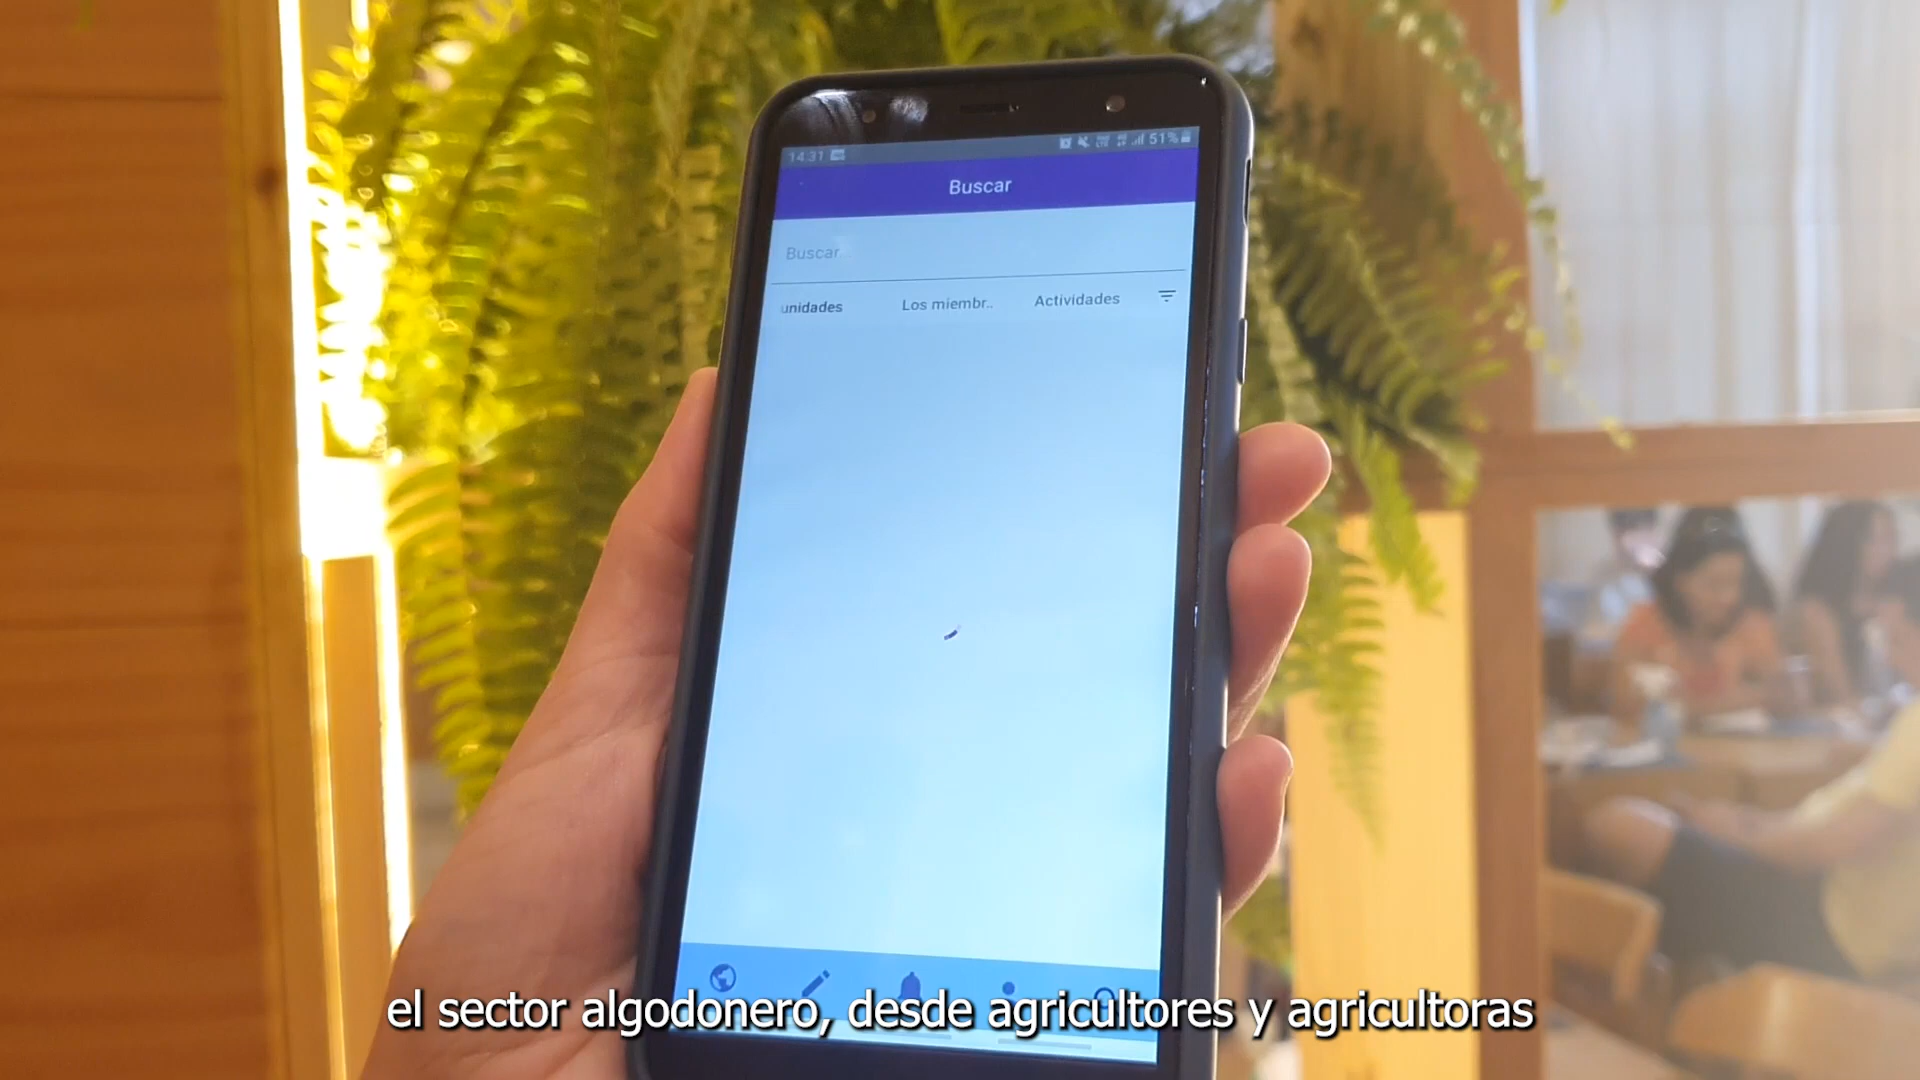 14:31
51%
Buscar
Buscar...
unidades
Los miembr..
Actividades
el sector algodonero, desde agricultores y agricultoras